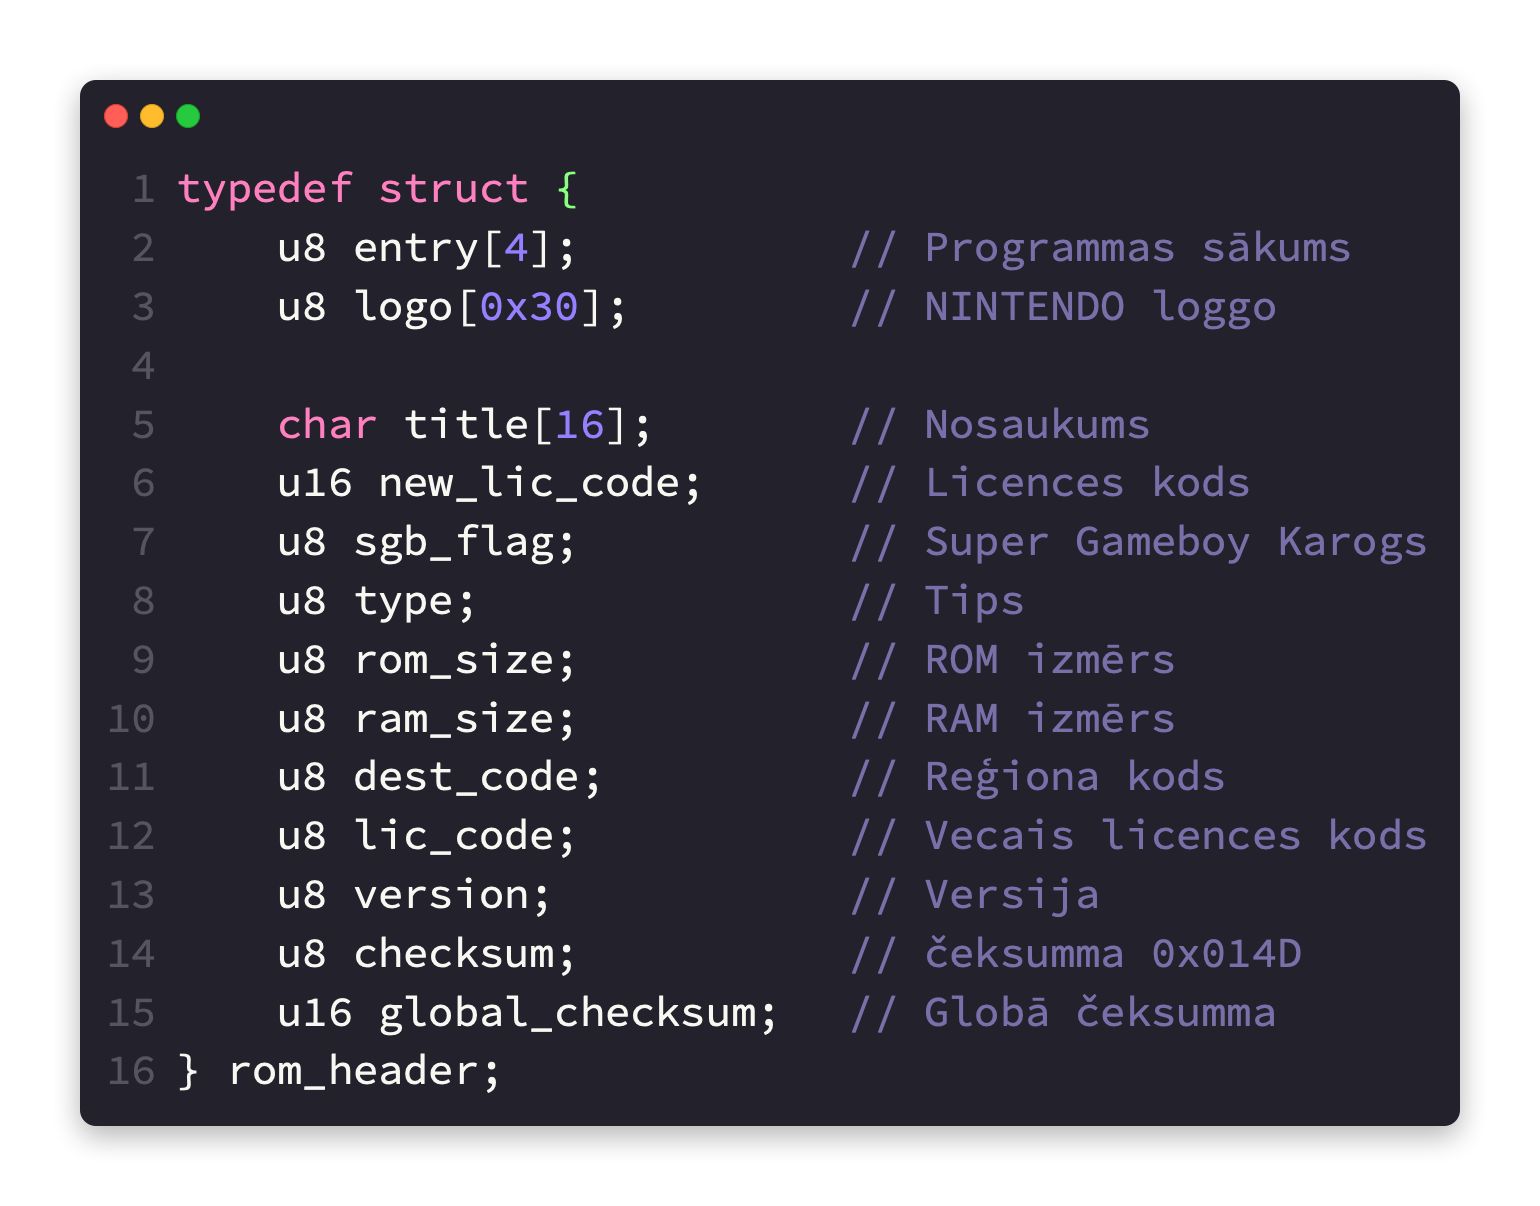 1 typedef struct {
2     u8 entry[4];           // Programmas sākums
3     u8 logo[0x30];         // NINTENDO loggo
4
5     char title[16];        // Nosaukums
6     u16 new_lic_code;      // Licences kods
7     u8 sgb_flag;           // Super Gameboy Karogs
8     u8 type;               // Tips
9     u8 rom_size;           // ROM izmērs
10     u8 ram_size;           // RAM izmērs
11     u8 dest_code;          // Reģiona kods
12     u8 lic_code;           // Vecais licences kods
13     u8 version;            // Versija
14     u8 checksum;           // čeksumma 0x014D
15     u16 global_checksum;   // Globā čeksumma
16 } rom_header;